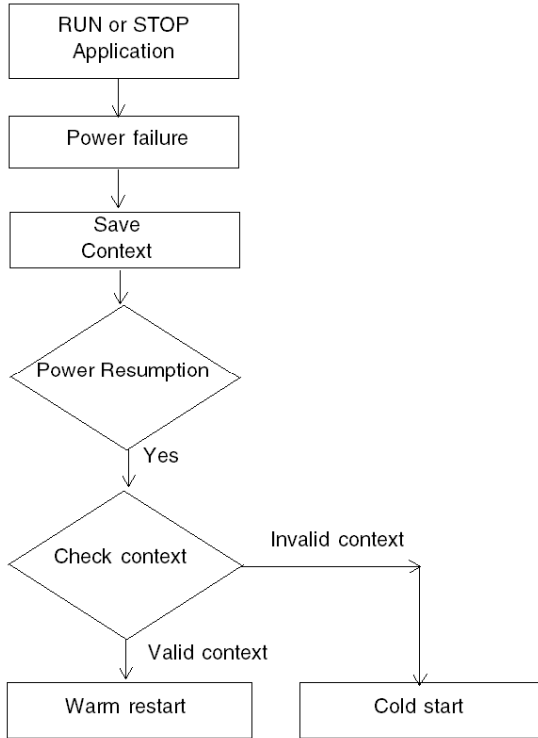 RUN or STOP
Application
Power failure
Save
Context
Power Resumption
Yes
Check context
Invalid context
Valid context
Warm restart
Cold start